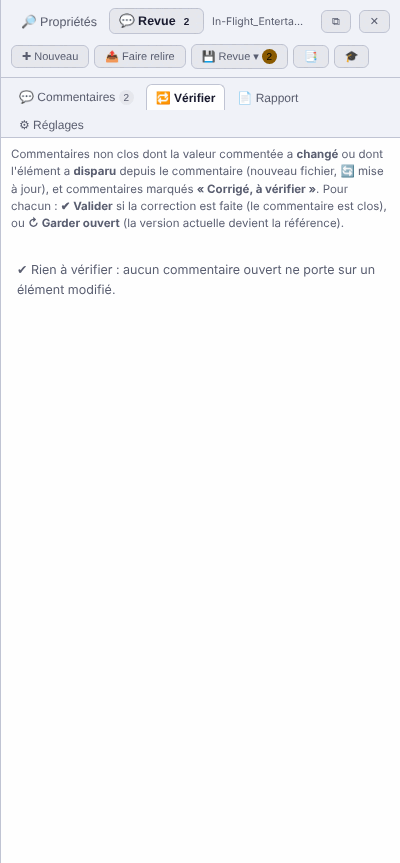 🔎 Propriétés 💬 Revue 2 In-Flight_Enterta… ⧉ ✕
✚ Nouveau 📤 Faire relire 💾 Revue ▾ 2 📑 🎓
💬 Commentaires 2 🔁 Vérifier 📄 Rapport
⚙ Réglages
Commentaires non clos dont la valeur commentée a changé ou dont
l'élément a disparu depuis le commentaire (nouveau fichier, 🔄 mise
à jour), et commentaires marqués « Corrigé, à vérifier ». Pour
chacun : ✔ Valider si la correction est faite (le commentaire est clos),
ou ↻ Garder ouvert (la version actuelle devient la référence).
✔ Rien à vérifier : aucun commentaire ouvert ne porte sur un
élément modifié.